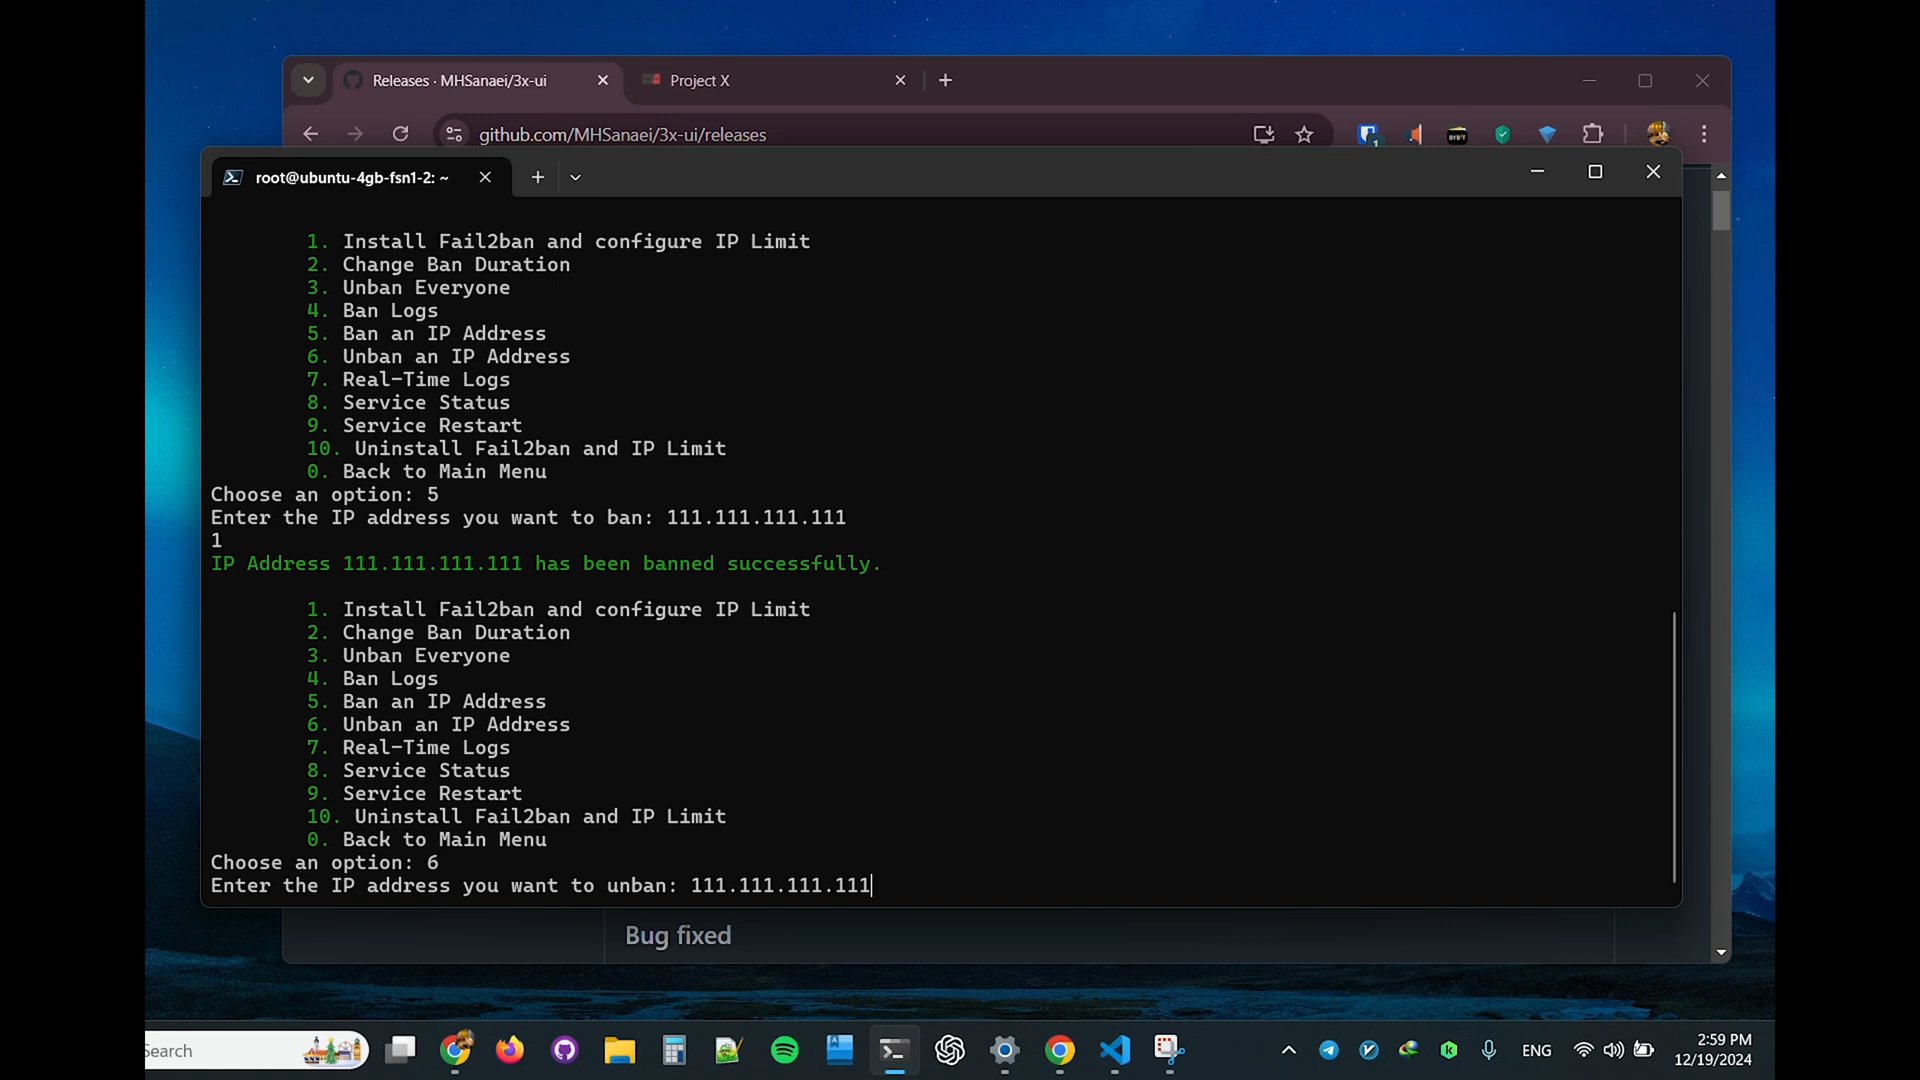 Releases · MHSanaei/3x-ui
Project X
github.com/MHSanaei/3x-ui/releases
root@ubuntu-4gb-fsn1-2: ~
1. Install Fail2ban and configure IP Limit
2. Change Ban Duration
3. Unban Everyone
4. Ban Logs
5. Ban an IP Address
6. Unban an IP Address
7. Real-Time Logs
8. Service Status
9. Service Restart
10. Uninstall Fail2ban and IP Limit
0. Back to Main Menu
Choose an option: 5
Enter the IP address you want to ban: 111.111.111.111
1
IP Address 111.111.111.111 has been banned successfully.
1. Install Fail2ban and configure IP Limit
2. Change Ban Duration
3. Unban Everyone
4. Ban Logs
5. Ban an IP Address
6. Unban an IP Address
7. Real-Time Logs
8. Service Status
9. Service Restart
10. Uninstall Fail2ban and IP Limit
0. Back to Main Menu
Choose an option: 6
Enter the IP address you want to unban: 111.111.111.111
Bug fixed
Search
ENG
2:59 PM
12/19/2024